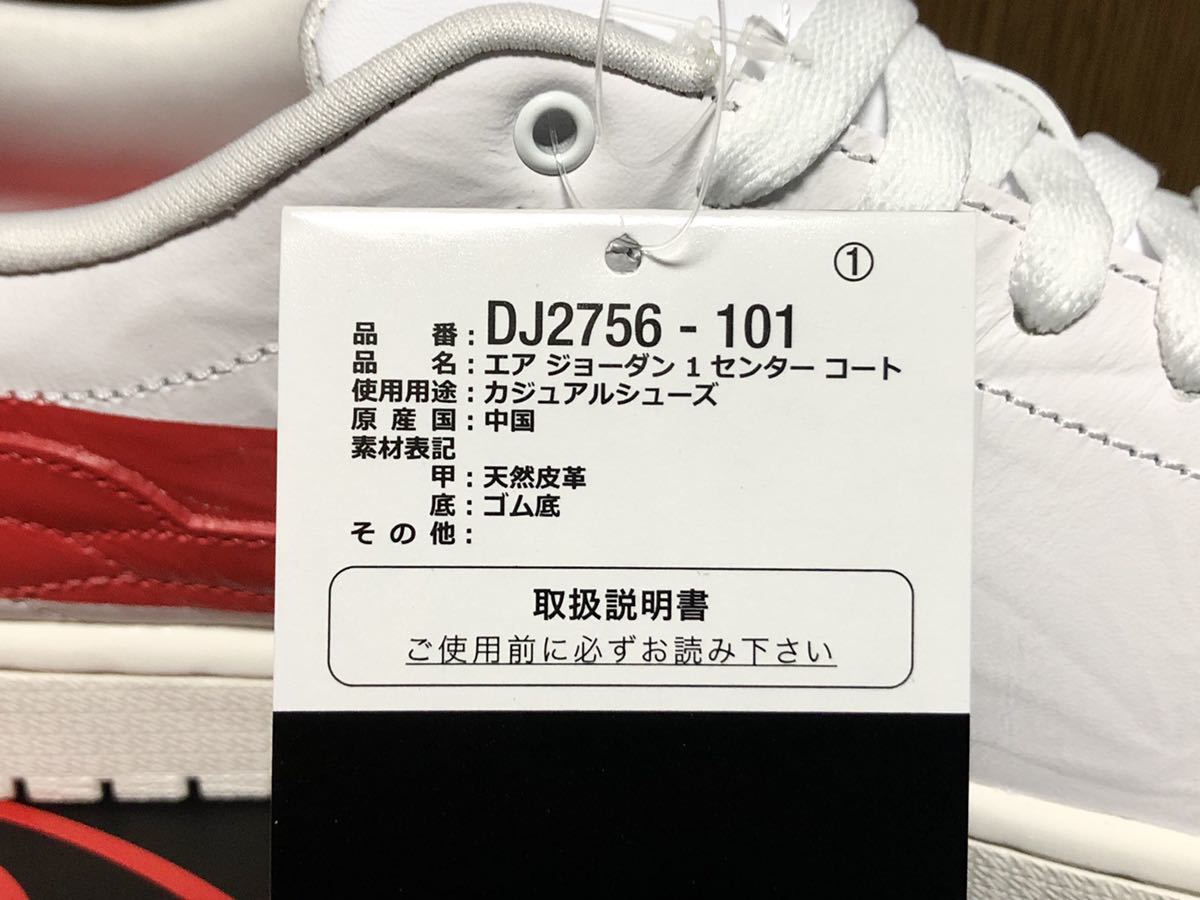 ①
品番:DJ2756 - 101
品名:エア ジョーダン 1 センター コート
使用用途:カジュアルシューズ
原産国:中国
素材表記
甲:天然皮革
底:ゴム底
その他:
取扱説明書
ご使用前に必ずお読み下さい